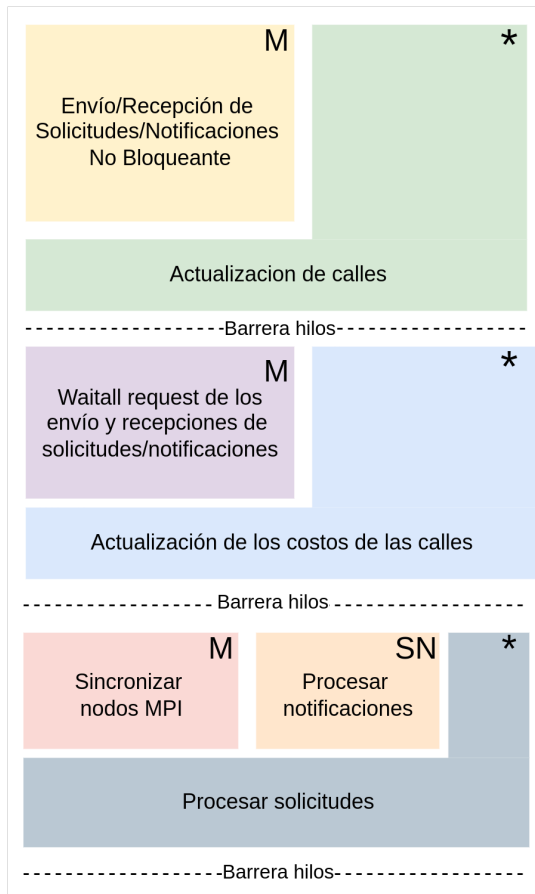 M
*
Envío/Recepción de
Solicitudes/Notificaciones
No Bloqueante
Actualizacion de calles
Barrera hilos
M
*
Waitall request de los
envío y recepciones de
solicitudes/notificaciones
Actualización de los costos de las calles
Barrera hilos
M
SN
*
Sincronizar
nodos MPI
Procesar
notificaciones
Procesar solicitudes
Barrera hilos